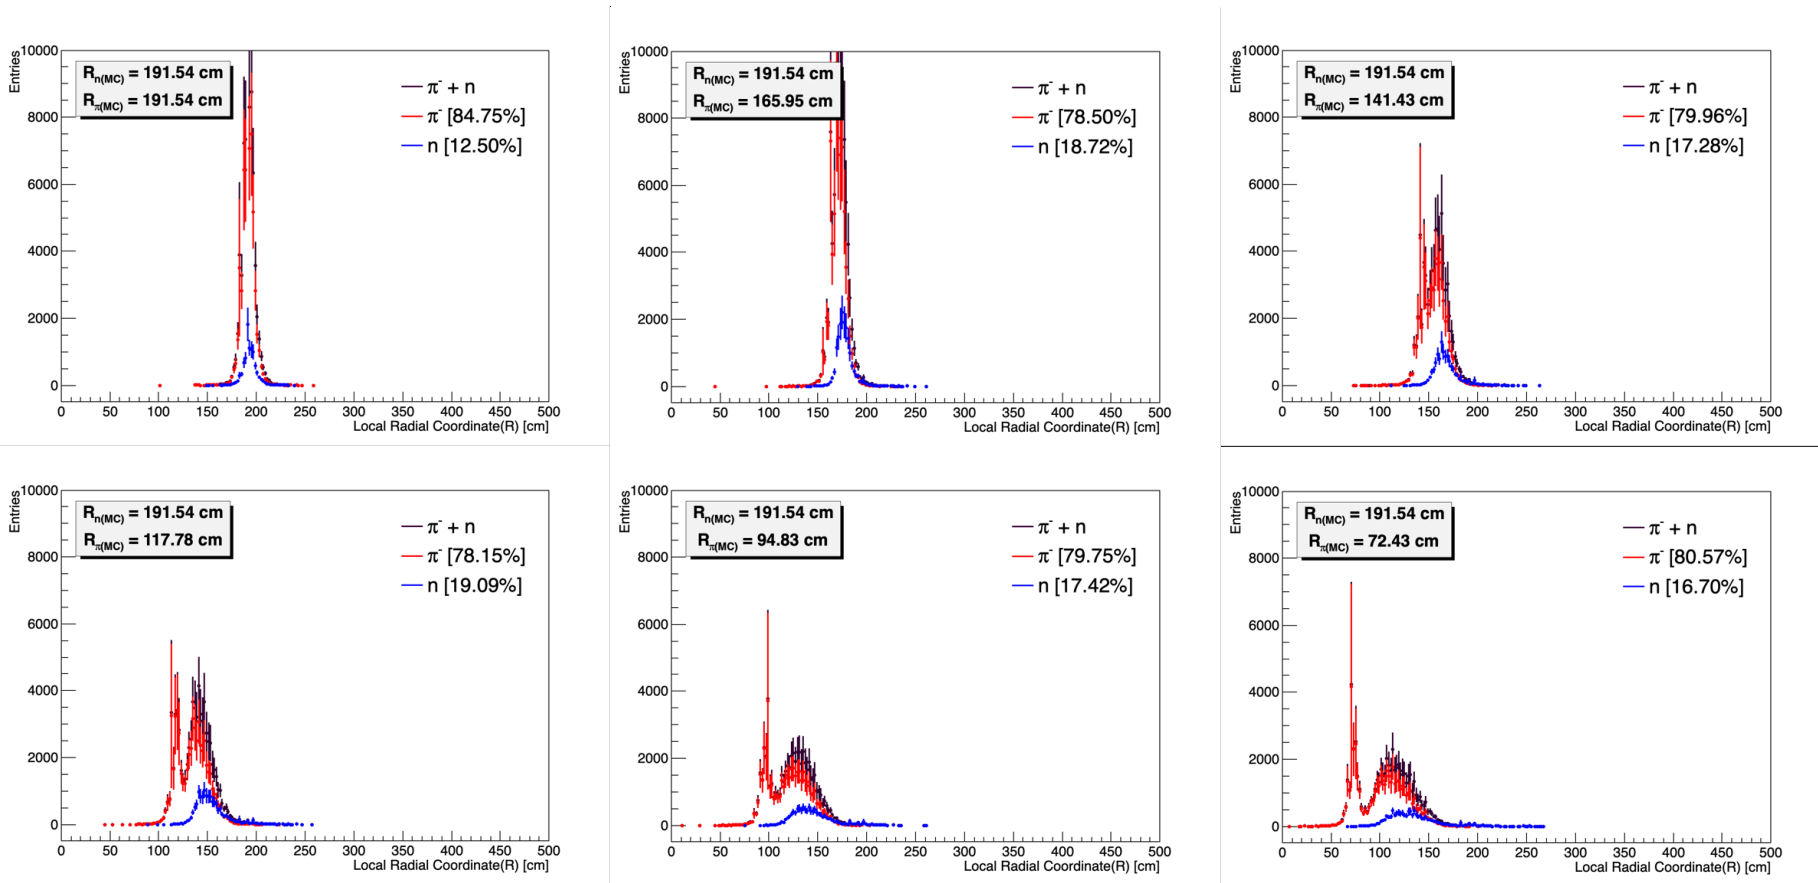 Entries
10000
8000
6000
4000
2000
0
R_n(MC) = 191.54 cm
R_π(MC) = 191.54 cm
π⁻ + n
π⁻ [84.75%]
n [12.50%]
0 50 100 150 200 250 300 350 400 450 500
Local Radial Coordinate(R) [cm]
Entries
10000
8000
6000
4000
2000
0
R_n(MC) = 191.54 cm
R_π(MC) = 165.95 cm
π⁻ + n
π⁻ [78.50%]
n [18.72%]
0 50 100 150 200 250 300 350 400 450 500
Local Radial Coordinate(R) [cm]
Entries
10000
8000
6000
4000
2000
0
R_n(MC) = 191.54 cm
R_π(MC) = 141.43 cm
π⁻ + n
π⁻ [79.96%]
n [17.28%]
0 50 100 150 200 250 300 350 400 450 500
Local Radial Coordinate(R) [cm]
Entries
10000
8000
6000
4000
2000
0
R_n(MC) = 191.54 cm
R_π(MC) = 117.78 cm
π⁻ + n
π⁻ [78.15%]
n [19.09%]
0 50 100 150 200 250 300 350 400 450 500
Local Radial Coordinate(R) [cm]
Entries
10000
8000
6000
4000
2000
0
R_n(MC) = 191.54 cm
R_π(MC) = 94.83 cm
π⁻ + n
π⁻ [79.75%]
n [17.42%]
0 50 100 150 200 250 300 350 400 450 500
Local Radial Coordinate(R) [cm]
Entries
10000
8000
6000
4000
2000
0
R_n(MC) = 191.54 cm
R_π(MC) = 72.43 cm
π⁻ + n
π⁻ [80.57%]
n [16.70%]
0 50 100 150 200 250 300 350 400 450 500
Local Radial Coordinate(R) [cm]